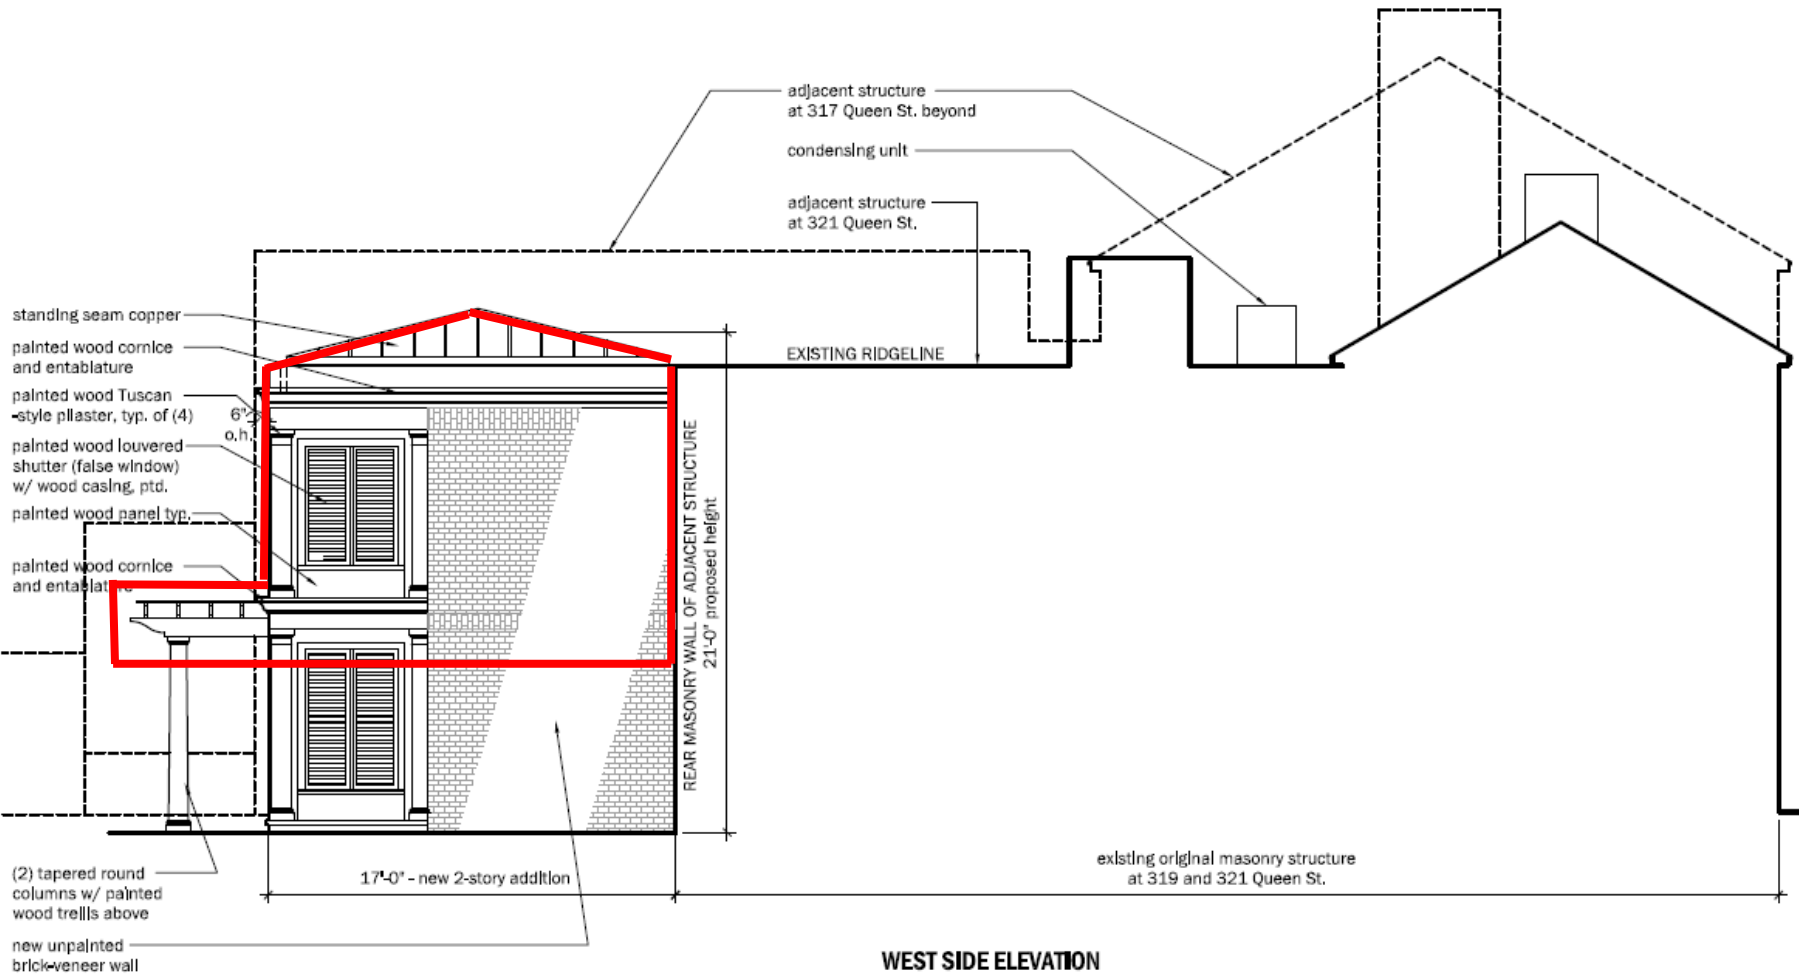 adjacent structure
at 317 Queen St. beyond
condensing unit
adjacent structure
at 321 Queen St.
standing seam copper
painted wood cornice
and entablature
painted wood Tuscan
-style pilaster, typ. of (4)
6"
o.h.
painted wood louvered
shutter (false window)
w/ wood casing, ptd.
painted wood panel typ.
painted wood cornice
and entablature
EXISTING RIDGELINE
REAR MASONRY WALL OF ADJACENT STRUCTURE
21'-0" proposed height
(2) tapered round
columns w/ painted
wood trellis above
new unpainted
brick-veneer wall
17'-0" - new 2-story addition
existing original masonry structure
at 319 and 321 Queen St.
WEST SIDE ELEVATION